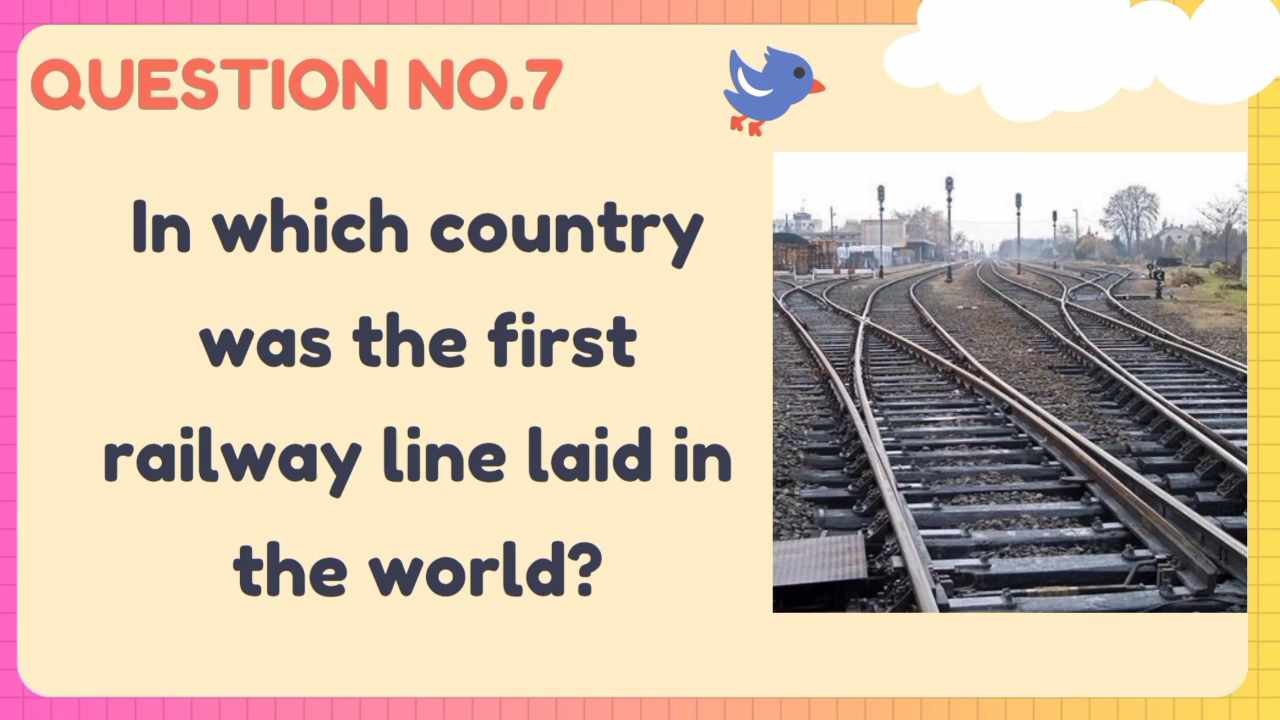 QUESTION NO.7
In which country
was the first
railway line laid in
the world?